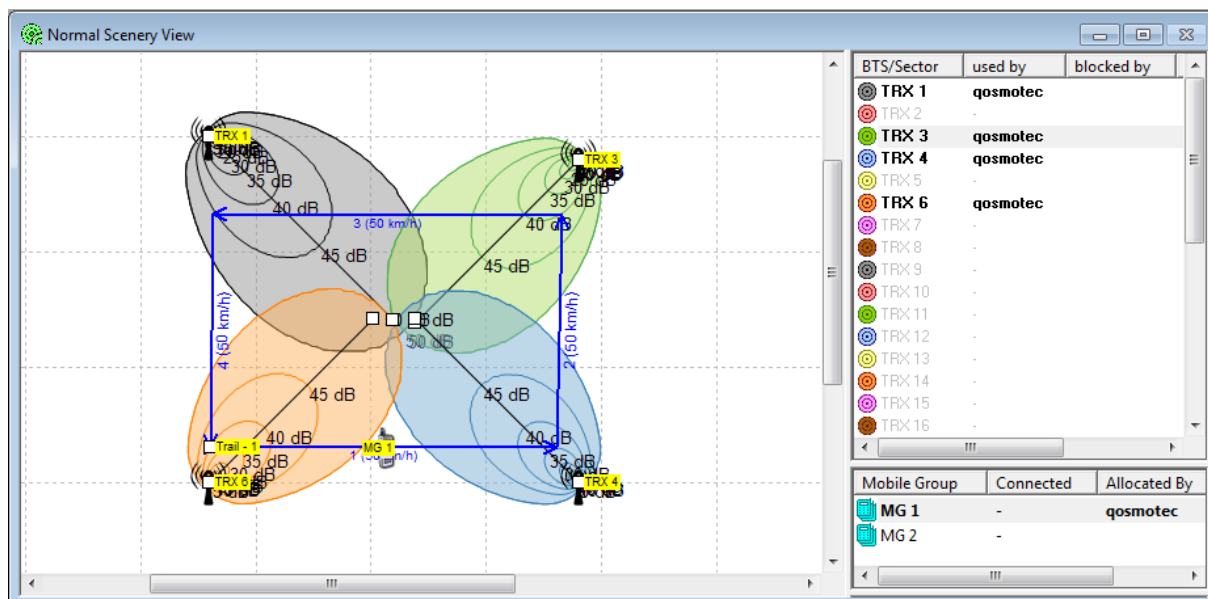 Normal Scenery View
TRX 1
30 dB
35 dB
40 dB
45 dB
TRX 3
30 dB
35 dB
40 dB
45 dB
3 (50 km/h)
4 (50 km/h)
2 (50 km/h)
50 dB
45 dB
40 dB
35 dB
30 dB
TRX 6
Trail - 1
MG 1
45 dB
40 dB
35 dB
TRX 4
BTS/Sector used by blocked by
TRX 1 qosmotec
TRX 2 -
TRX 3 qosmotec
TRX 4 qosmotec
TRX 5 -
TRX 6 qosmotec
TRX 7 -
TRX 8 -
TRX 9 -
TRX 10 -
TRX 11 -
TRX 12 -
TRX 13 -
TRX 14 -
TRX 15 -
TRX 16 -
Mobile Group Connected Allocated By
MG 1 - qosmotec
MG 2 -